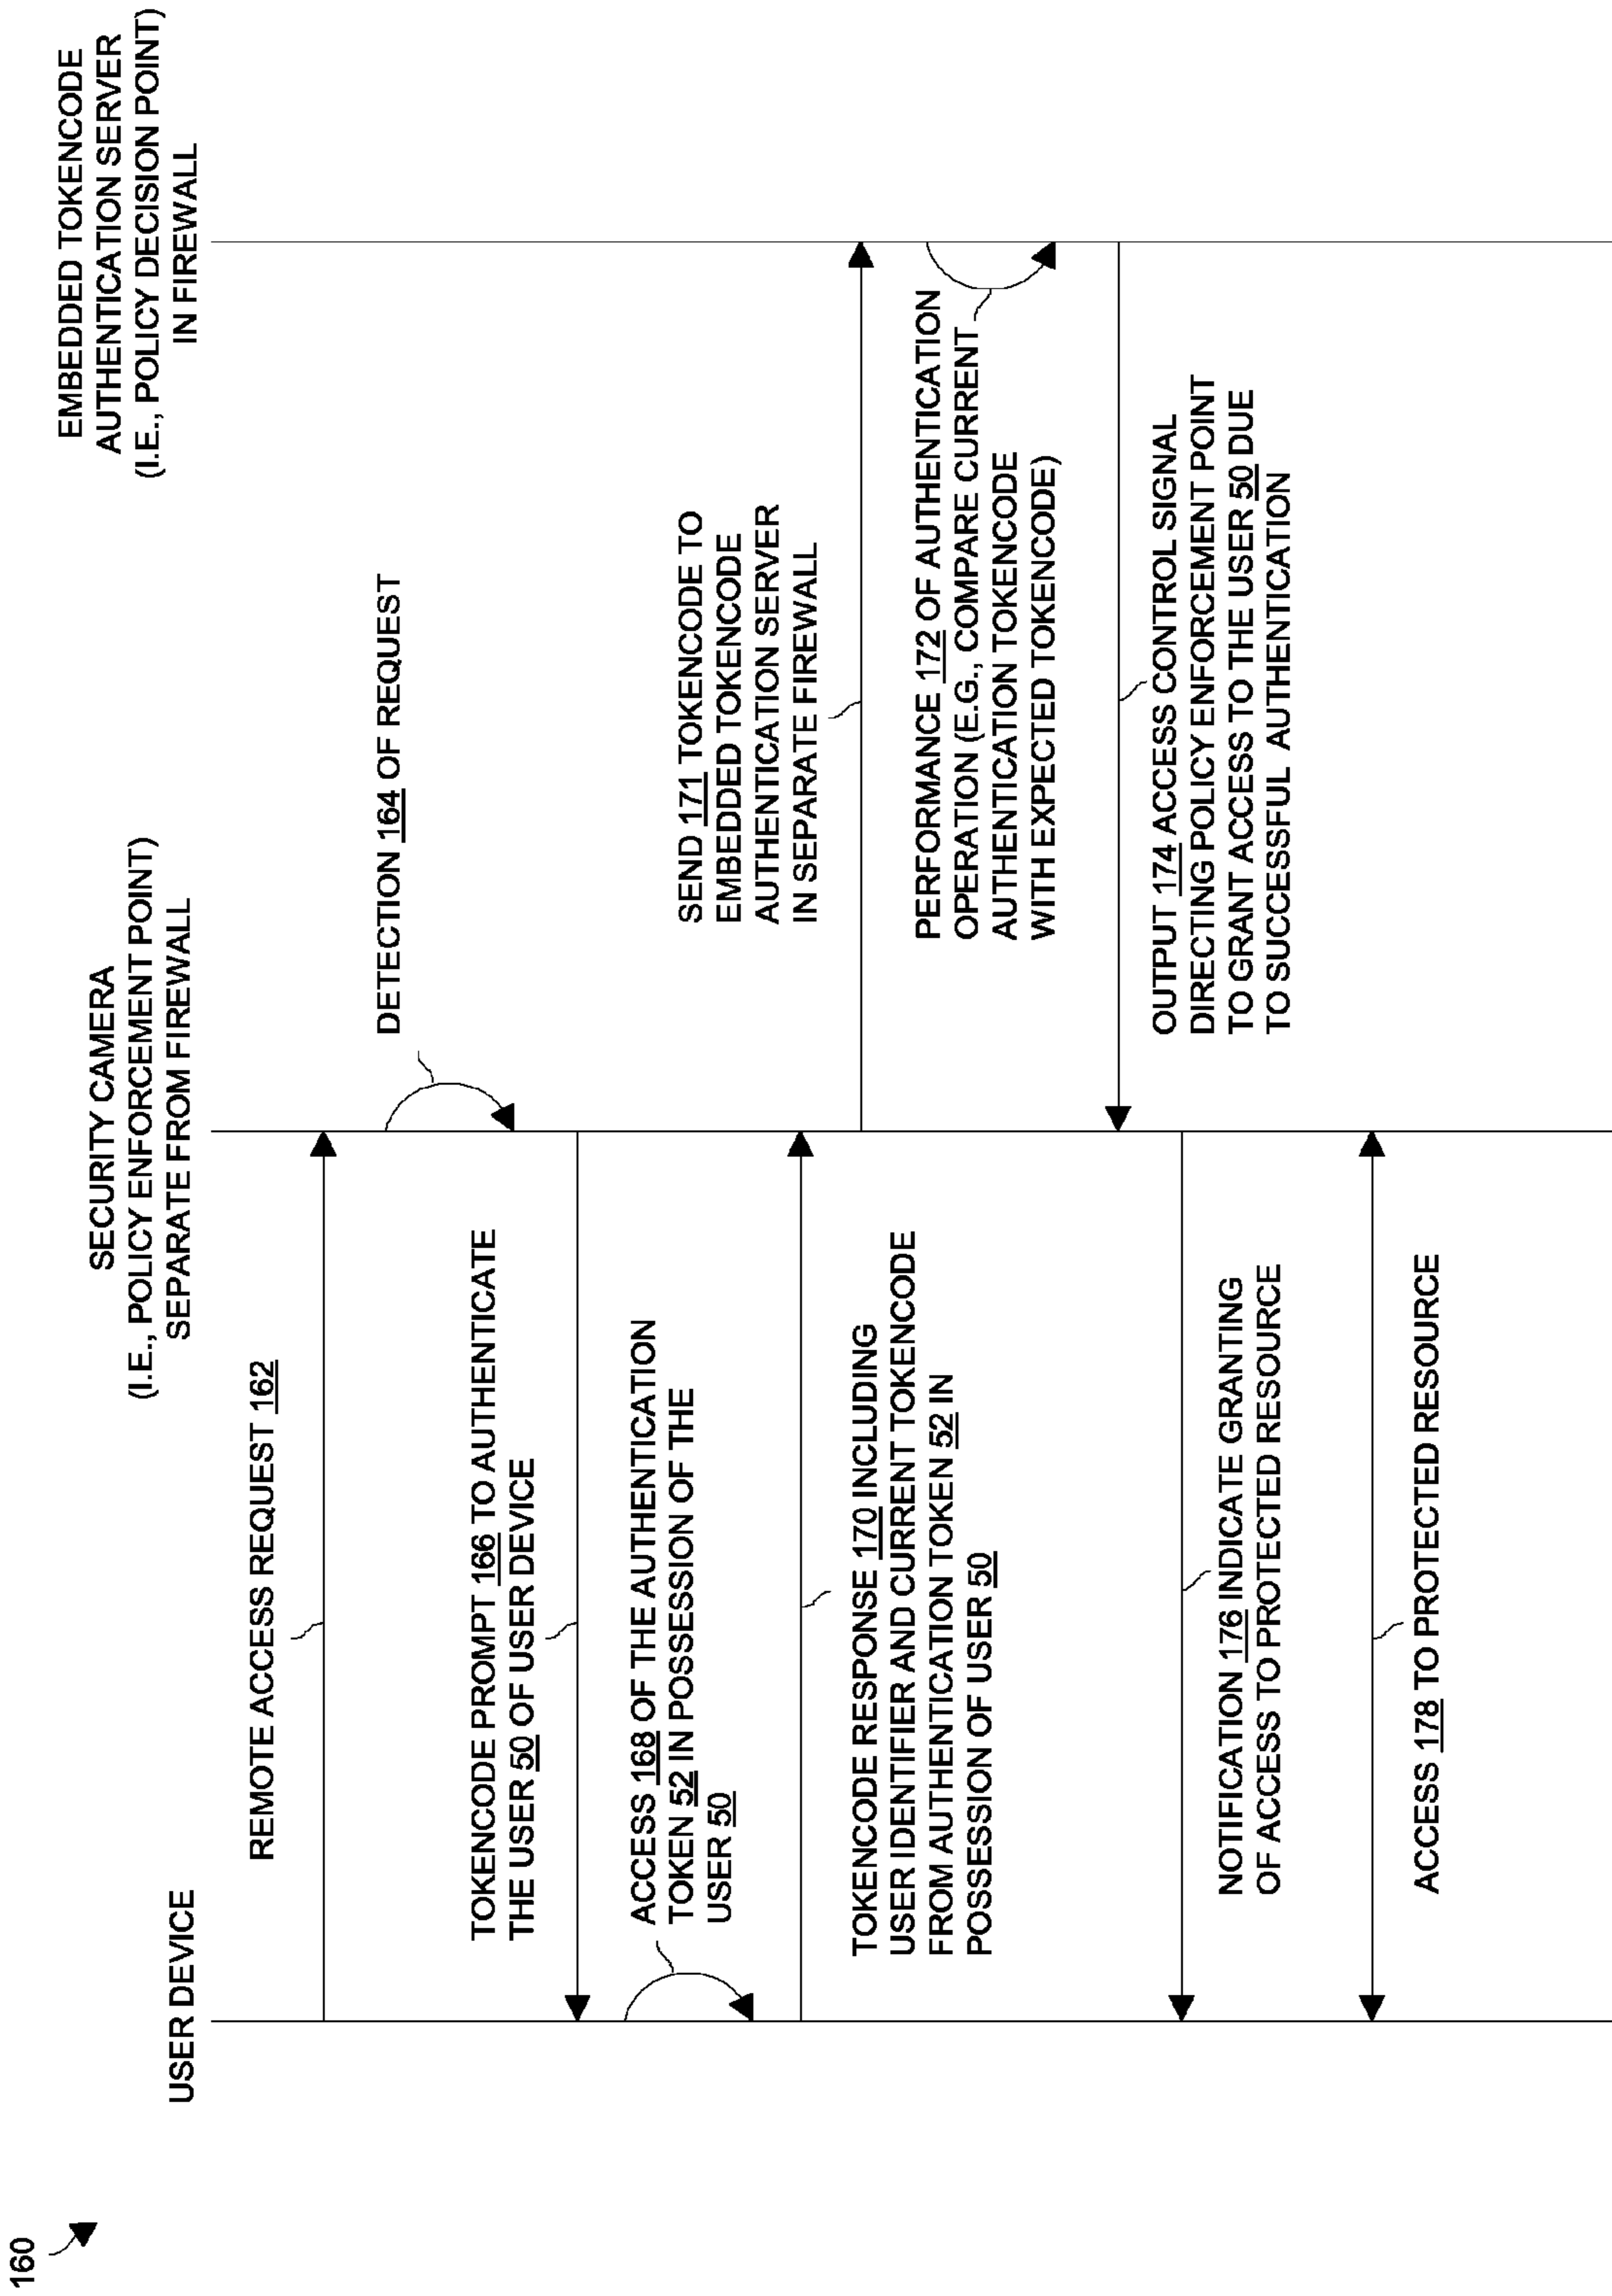 160
USER DEVICE
SECURITY CAMERA
(I.E., POLICY ENFORCEMENT POINT)
SEPARATE FROM FIREWALL
EMBEDDED TOKENCODE
AUTHENTICATION SERVER
(I.E., POLICY DECISION POINT)
IN FIREWALL
REMOTE ACCESS REQUEST 162
DETECTION 164 OF REQUEST
TOKENCODE PROMPT 166 TO AUTHENTICATE
THE USER 50 OF USER DEVICE
ACCESS 168 OF THE AUTHENTICATION
TOKEN 52 IN POSSESSION OF THE
USER 50
TOKENCODE RESPONSE 170 INCLUDING
USER IDENTIFIER AND CURRENT TOKENCODE
FROM AUTHENTICATION TOKEN 52 IN
POSSESSION OF USER 50
SEND 171 TOKENCODE TO
EMBEDDED TOKENCODE
AUTHENTICATION SERVER
IN SEPARATE FIREWALL
PERFORMANCE 172 OF AUTHENTICATION
OPERATION (E.G., COMPARE CURRENT
AUTHENTICATION TOKENCODE
WITH EXPECTED TOKENCODE)
OUTPUT 174 ACCESS CONTROL SIGNAL
DIRECTING POLICY ENFORCEMENT POINT
TO GRANT ACCESS TO THE USER 50 DUE
TO SUCCESSFUL AUTHENTICATION
NOTIFICATION 176 INDICATE GRANTING
OF ACCESS TO PROTECTED RESOURCE
ACCESS 178 TO PROTECTED RESOURCE